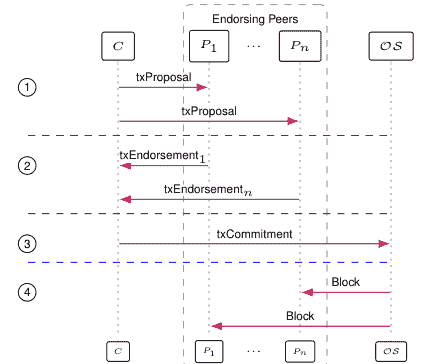 Endorsing Peers
C P1 ... Pn OS
1 txProposal
txProposal
2 txEndorsement1
txEndorsementn
3 txCommitment
4 Block
Block
C P1 ... Pn OS